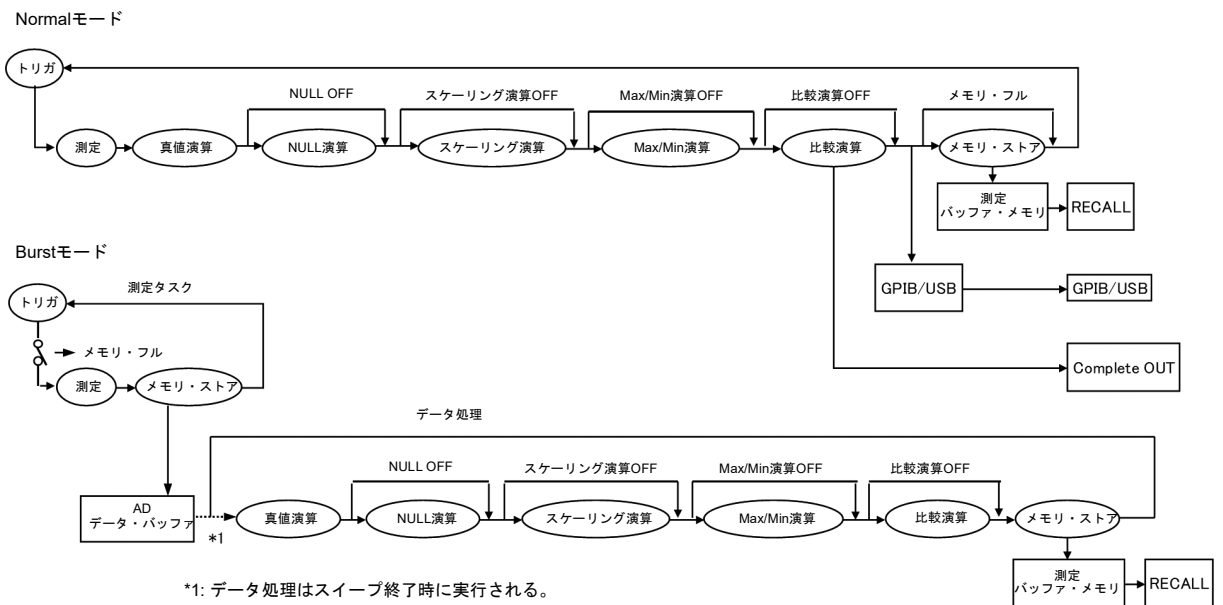 Normalモード
トリガ
NULL OFF
スケーリング演算OFF
Max/Min演算OFF
比較演算OFF
メモリ・フル
測定
真値演算
NULL演算
スケーリング演算
Max/Min演算
比較演算
メモリ・ストア
測定
バッファ・メモリ
RECALL
GPIB/USB
GPIB/USB
Complete OUT
Burstモード
測定タスク
トリガ
メモリ・フル
測定
メモリ・ストア
データ処理
NULL OFF
スケーリング演算OFF
Max/Min演算OFF
比較演算OFF
AD
データ・バッファ
*1
真値演算
NULL演算
スケーリング演算
Max/Min演算
比較演算
メモリ・ストア
測定
バッファ・メモリ
RECALL
*1: データ処理はスイープ終了時に実行される。